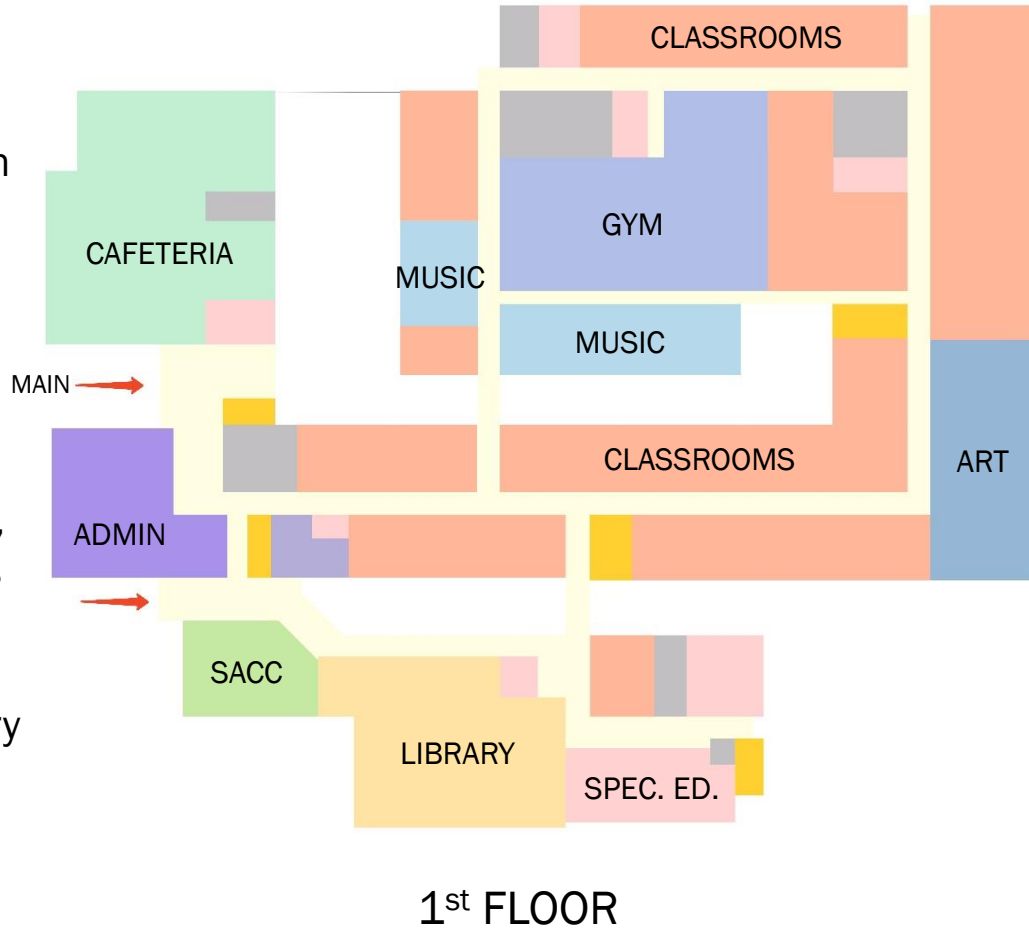 CLASSROOMS
GYM
CAFETERIA
MUSIC
MUSIC
MAIN
CLASSROOMS
ART
ADMIN
SACC
LIBRARY
SPEC. ED.
1st FLOOR